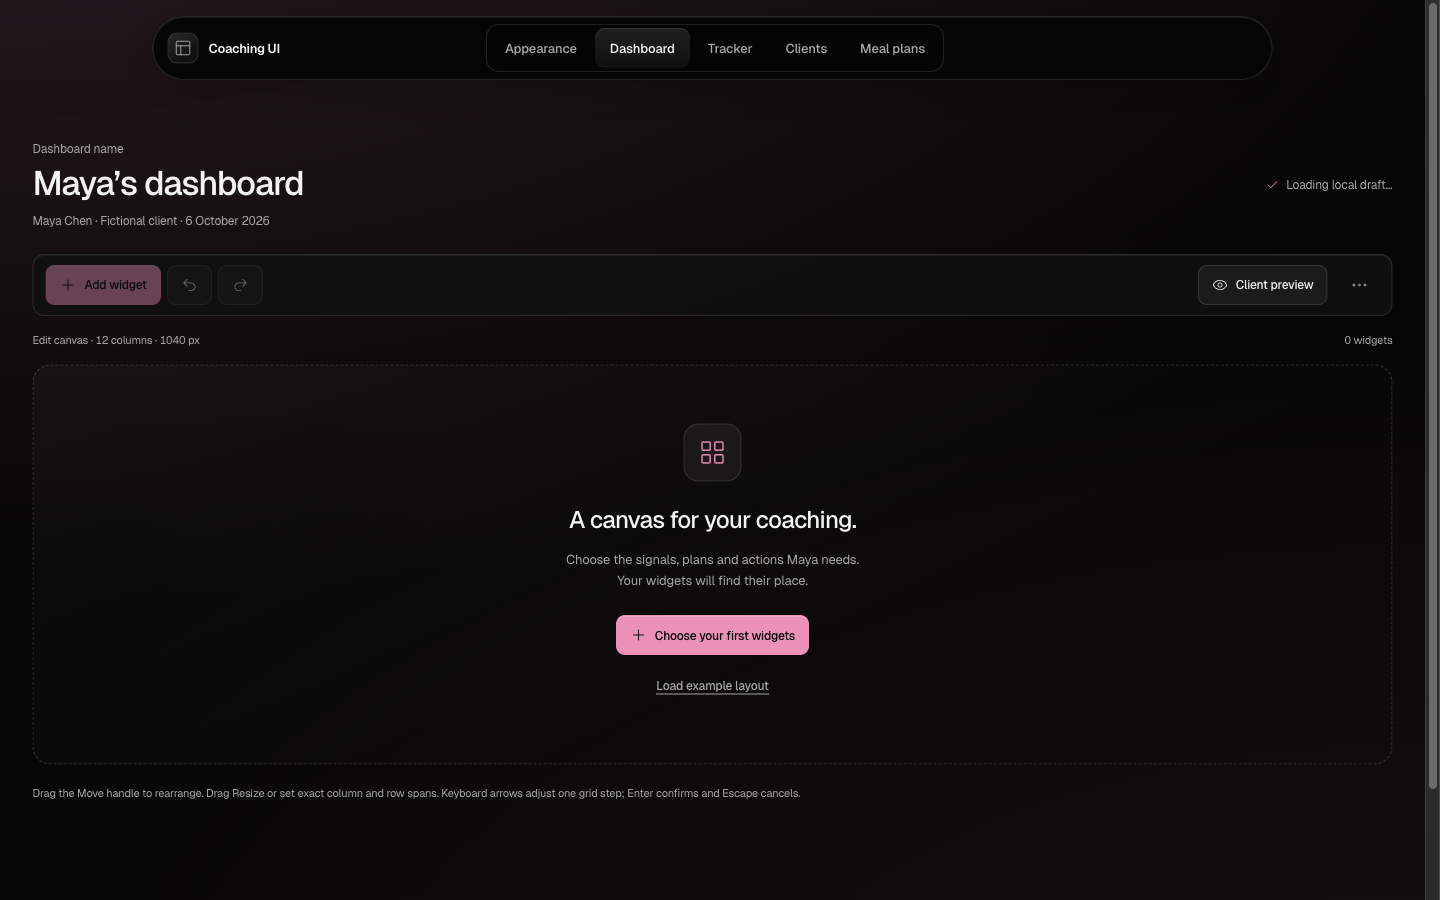 Coaching UI
Appearance
Dashboard
Tracker
Clients
Meal plans
Dashboard name
Maya’s dashboard
Maya Chen · Fictional client · 6 October 2026
Loading local draft…
Add widget
Client preview
Edit canvas · 12 columns · 1040 px
0 widgets
A canvas for your coaching.
Choose the signals, plans and actions Maya needs.
Your widgets will find their place.
Choose your first widgets
Load example layout
Drag the Move handle to rearrange. Drag Resize or set exact column and row spans. Keyboard arrows adjust one grid step; Enter confirms and Escape cancels.